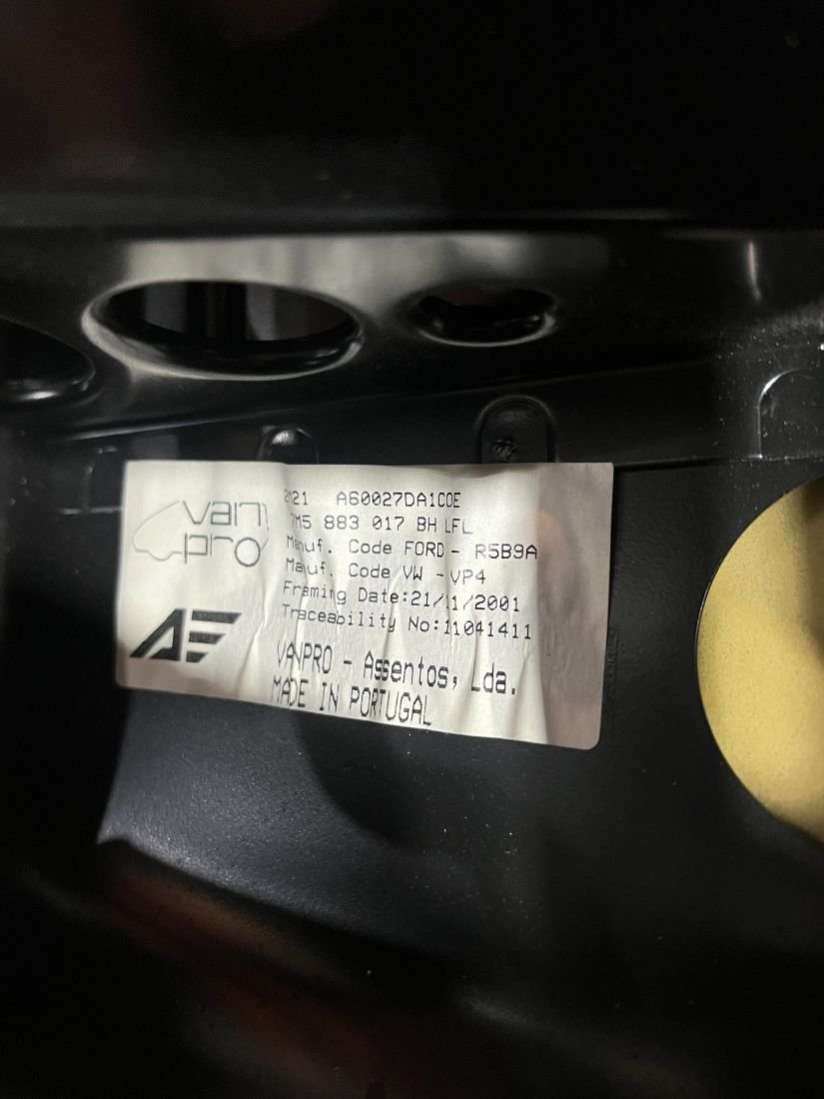 van
pro
A60027DA1C0E
7M5 883 017 BH LFL
Manuf. Code FORD - R5B9A
Manuf. Code VW - VP4
Framing Date:21/11/2001
Traceability No:11041411
VANPRO - Assentos, Lda.
MADE IN PORTUGAL
AE